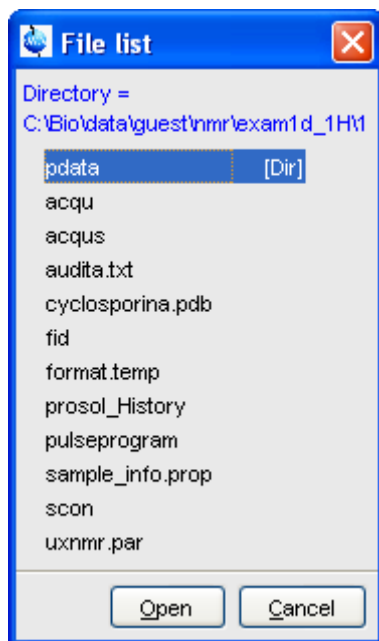 File list
Directory =
C:\Bio\data\guest\nmr\exam1d_1H\1
pdata [Dir]
acqu
acqus
audita.txt
cyclosporina.pdb
fid
format.temp
prosol_History
pulseprogram
sample_info.prop
scon
uxnmr.par
Open Cancel